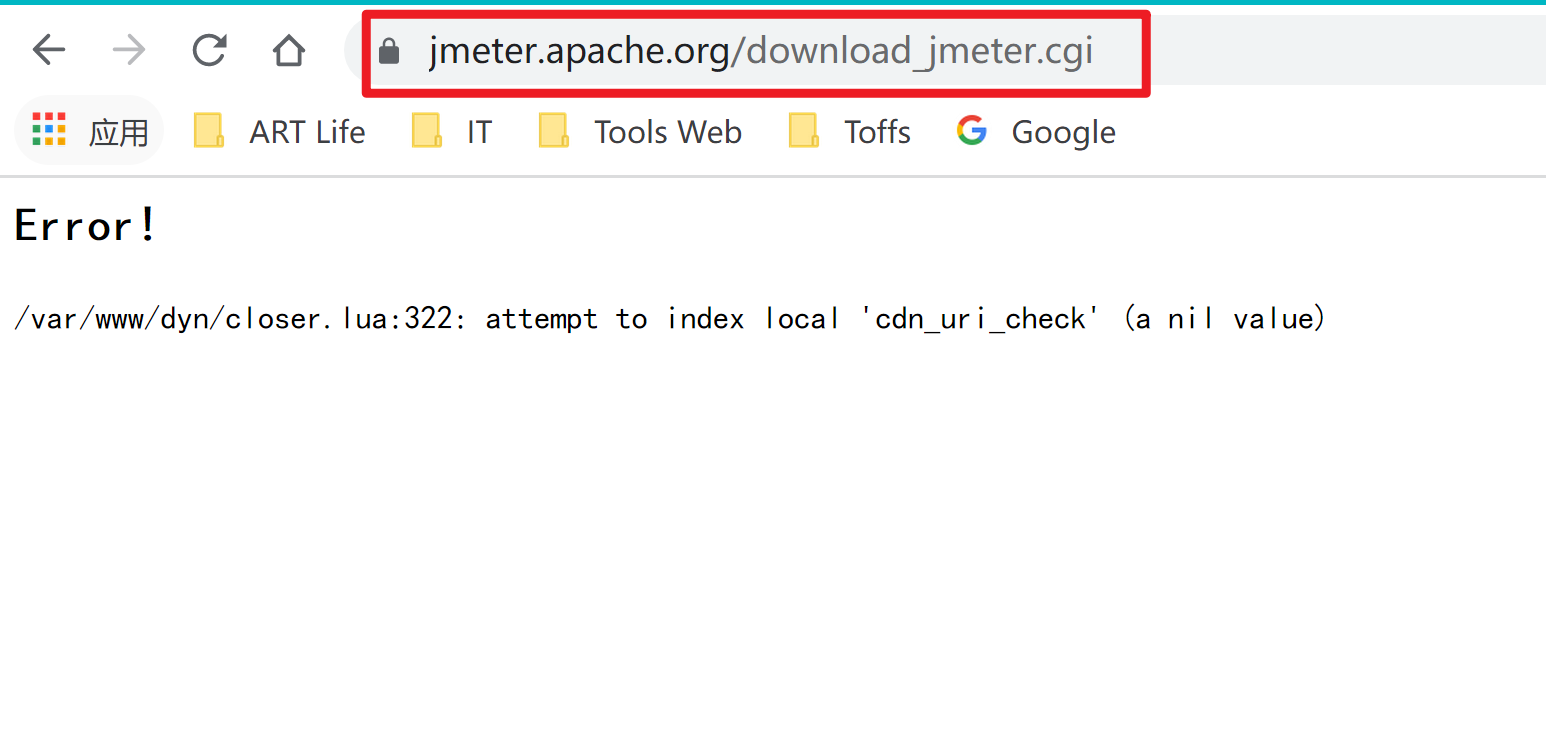 jmeter.apache.org/download_jmeter.cgi
应用 ART Life IT Tools Web Toffs Google
Error!
/var/www/dyn/closer.lua:322: attempt to index local 'cdn_uri_check' (a nil value)